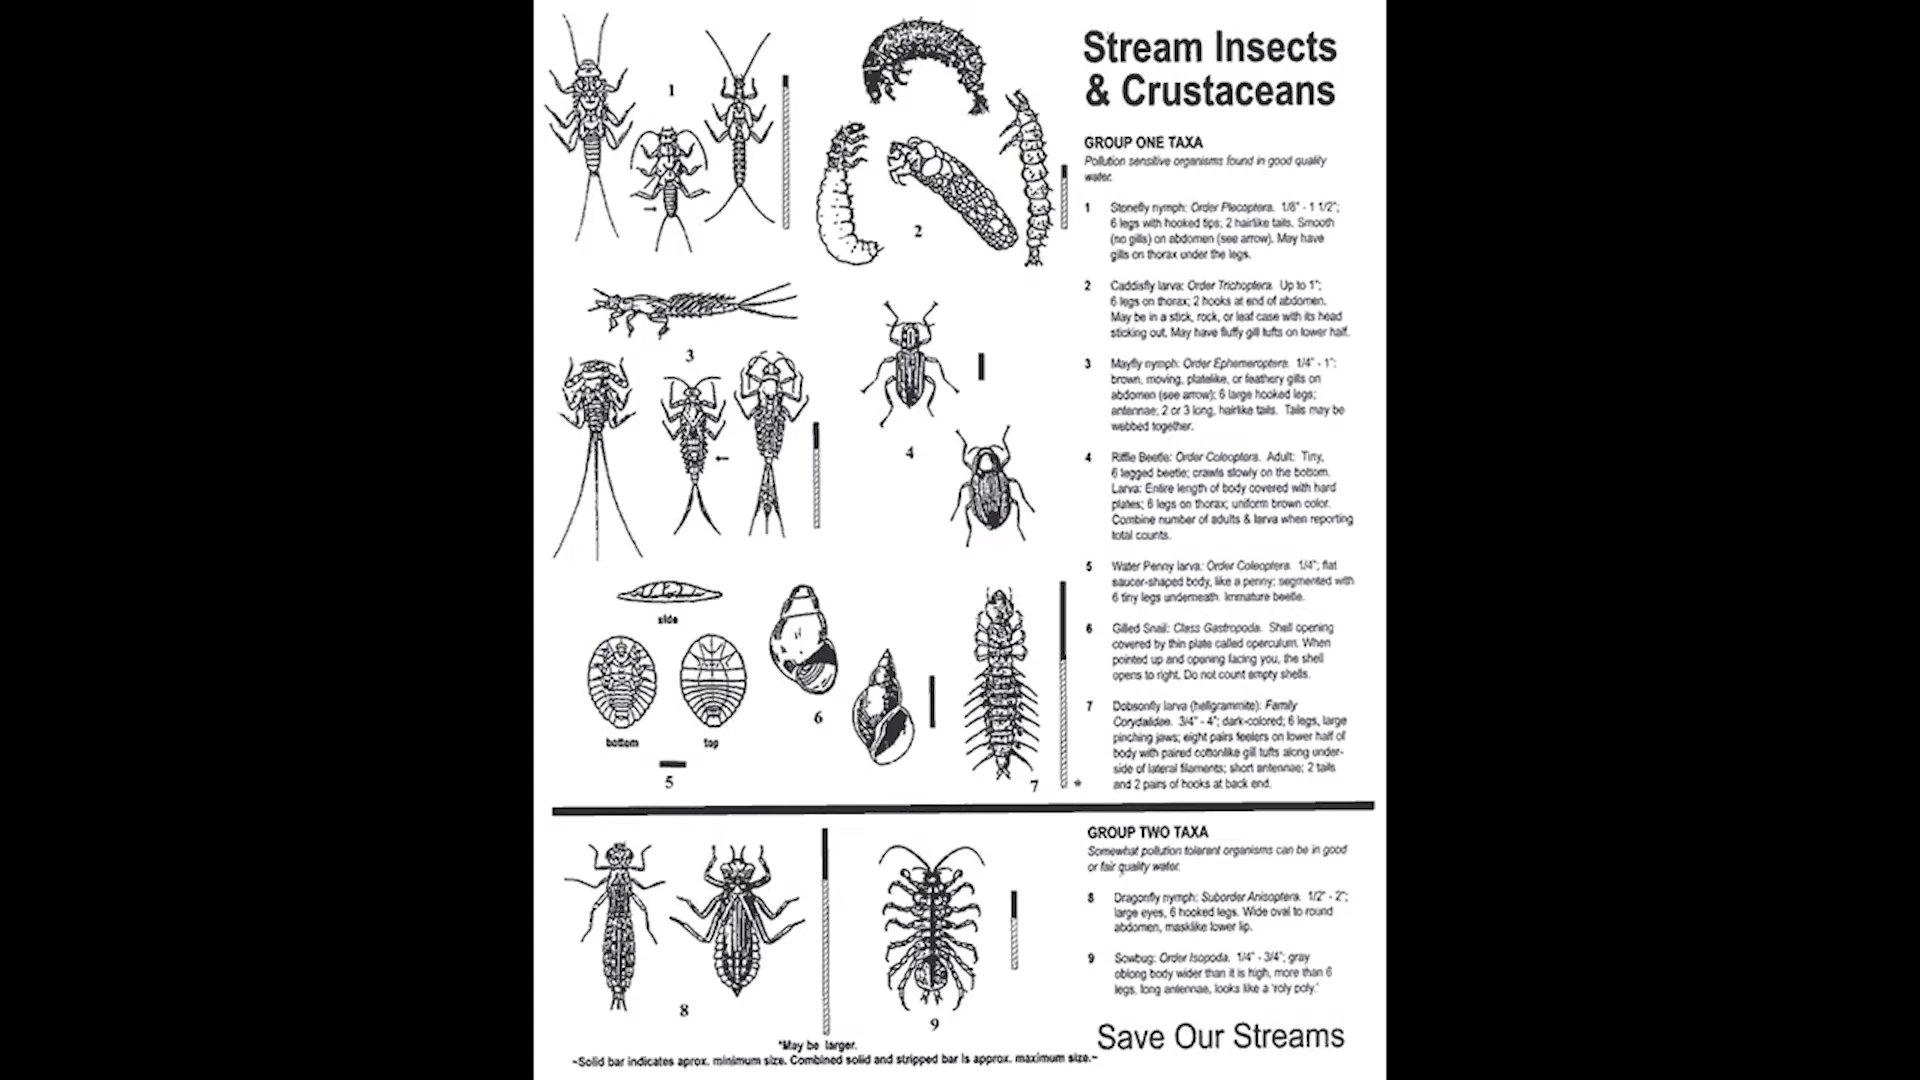 Stream Insects
& Crustaceans
GROUP ONE TAXA
Pollution sensitive organisms found in good quality
water.
1 Stonefly nymph: Order Plecoptera. 1/8" - 1 1/2";
6 legs with hooked tips; 2 hairlike tails. Smooth
(no gills) on abdomen (see arrow). May have
gills on thorax under the legs.
2 Caddisfly larva: Order Trichoptera. Up to 1";
6 legs on thorax; 2 hooks at end of abdomen.
May be in a stick, rock, or leaf case with its head
sticking out. May have fluffy gill tufts on lower half.
3 Mayfly nymph: Order Ephemeroptera. 1/4" - 1";
brown, moving, platelike, or feathery gills on
abdomen (see arrow); 6 large hooked legs;
antennae; 2 or 3 long, hairlike tails. Tails may be
webbed together.
4 Riffle Beetle: Order Coleoptera. Adult: Tiny,
6 legged beetle; crawls slowly on the bottom.
Larva: Entire length of body covered with hard
plates; 6 legs on thorax; uniform brown color.
Combine number of adults & larva when reporting
total counts.
5 Water Penny larva: Order Coleoptera. 1/4"; flat
saucer-shaped body, like a penny; segmented with
6 tiny legs underneath. Immature beetle.
6 Gilled Snail: Class Gastropoda. Shell opening
covered by thin plate called operculum. When
pointed up and opening facing you, the shell
opens to right. Do not count empty shells.
7 Dobsonfly larva (hellgrammite): Family
Corydalidae. 3/4" - 4"; dark-colored; 6 legs, large
pinching jaws; eight pairs feelers on lower half of
body with paired cottonlike gill tufts along under-
side of lateral filaments; short antennae; 2 tails
and 2 pairs of hooks at back end.
1
2
3
4
side
bottom
top
5
6
7 *
GROUP TWO TAXA
Somewhat pollution tolerant organisms can be in good
or fair quality water.
8 Dragonfly nymph: Suborder Anisoptera. 1/2" - 2";
large eyes, 6 hooked legs. Wide oval to round
abdomen, masklike lower lip.
9 Sowbug: Order Isopoda. 1/4" - 3/4"; gray
oblong body wider than it is high, more than 6
legs, long antennae, looks like a 'roly poly.'
8
9
Save Our Streams
*May be larger.
~Solid bar indicates aprox. minimum size. Combined solid and stripped bar is approx. maximum size.~